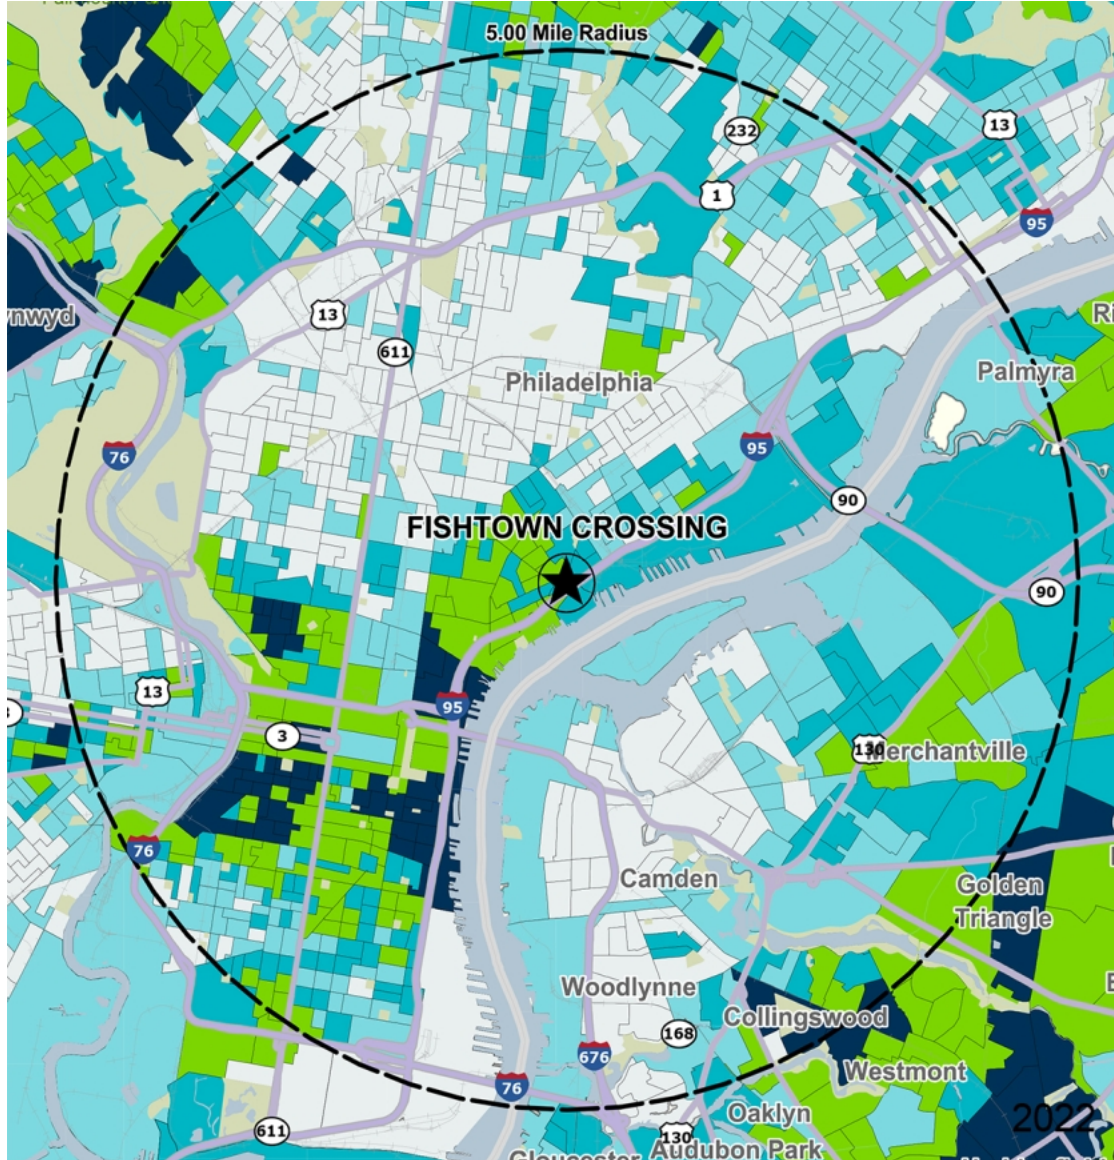 5.00 Mile Radius
232
13
1
95
ynwyd
13
611
Philadelphia
Palmyra
76
95
90
FISHTOWN CROSSING
90
13
95
3
130
Merchantville
76
Camden
Golden
Triangle
Woodlynne
Collingswood
168
676
Westmont
76
Oaklyn
2022
611
130
Audubon Park
Gloucester